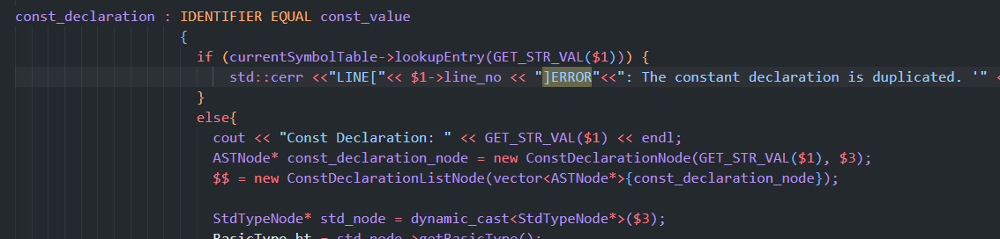 const_declaration : IDENTIFIER EQUAL const_value
{
if (currentSymbolTable->lookupEntry(GET_STR_VAL($1))) {
std::cerr <<"LINE["<< $1->line_no << "]ERROR"<<": The constant declaration is duplicated. '" <
}
else{
cout << "Const Declaration: " << GET_STR_VAL($1) << endl;
ASTNode* const_declaration_node = new ConstDeclarationNode(GET_STR_VAL($1), $3);
$$ = new ConstDeclarationListNode(vector<ASTNode*>{const_declaration_node});
StdTypeNode* std_node = dynamic_cast<StdTypeNode*>($3);
BasicType bt = std_node->getBasicType();